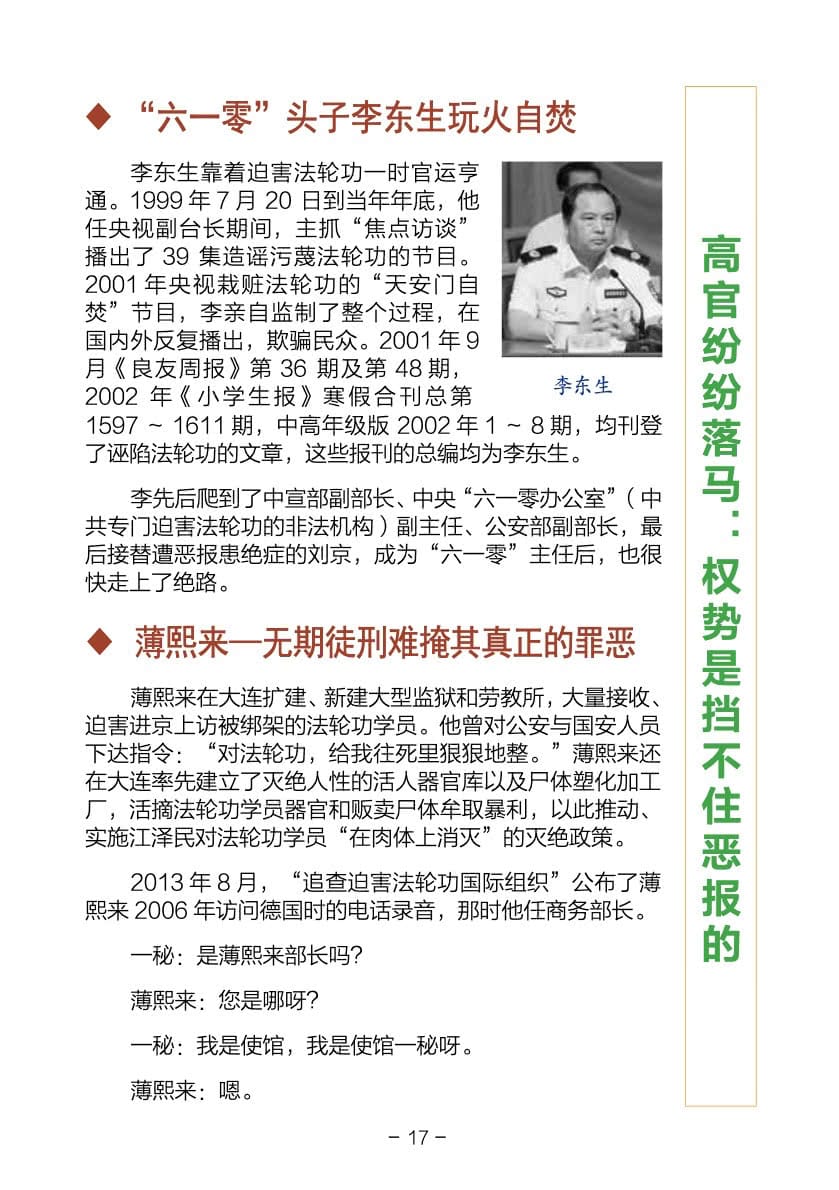 ◆ “六一零”头子李东生玩火自焚
李东生靠着迫害法轮功一时官运亨
通。1999 年 7 月 20 日到当年年底，他
任央视副台长期间，主抓“焦点访谈”
播出了 39 集造谣污蔑法轮功的节目。
2001 年央视栽赃法轮功的“天安门自
焚”节目，李亲自监制了整个过程，在
国内外反复播出，欺骗民众。2001 年 9
月《良友周报》第 36 期及第 48 期，
2002 年《小学生报》寒假合刊总第
1597 ～ 1611 期，中高年级版 2002 年 1 ～ 8 期，均刊登
了诬陷法轮功的文章，这些报刊的总编均为李东生。
李东生
李先后爬到了中宣部副部长、中央“六一零办公室”（中
共专门迫害法轮功的非法机构）副主任、公安部副部长，最
后接替遭恶报患绝症的刘京，成为“六一零”主任后，也很
快走上了绝路。
◆ 薄熙来—无期徒刑难掩其真正的罪恶
薄熙来在大连扩建、新建大型监狱和劳教所，大量接收、
迫害进京上访被绑架的法轮功学员。他曾对公安与国安人员
下达指令：“对法轮功，给我往死里狠狠地整。”薄熙来还
在大连率先建立了灭绝人性的活人器官库以及尸体塑化加工
厂，活摘法轮功学员器官和贩卖尸体牟取暴利，以此推动、
实施江泽民对法轮功学员“在肉体上消灭”的灭绝政策。
2013 年 8 月，“追查迫害法轮功国际组织”公布了薄
熙来 2006 年访问德国时的电话录音，那时他任商务部长。
一秘：是薄熙来部长吗？
薄熙来：您是哪呀？
一秘：我是使馆，我是使馆一秘呀。
薄熙来：嗯。
高官纷纷落马：权势是挡不住恶报的
- 17 -